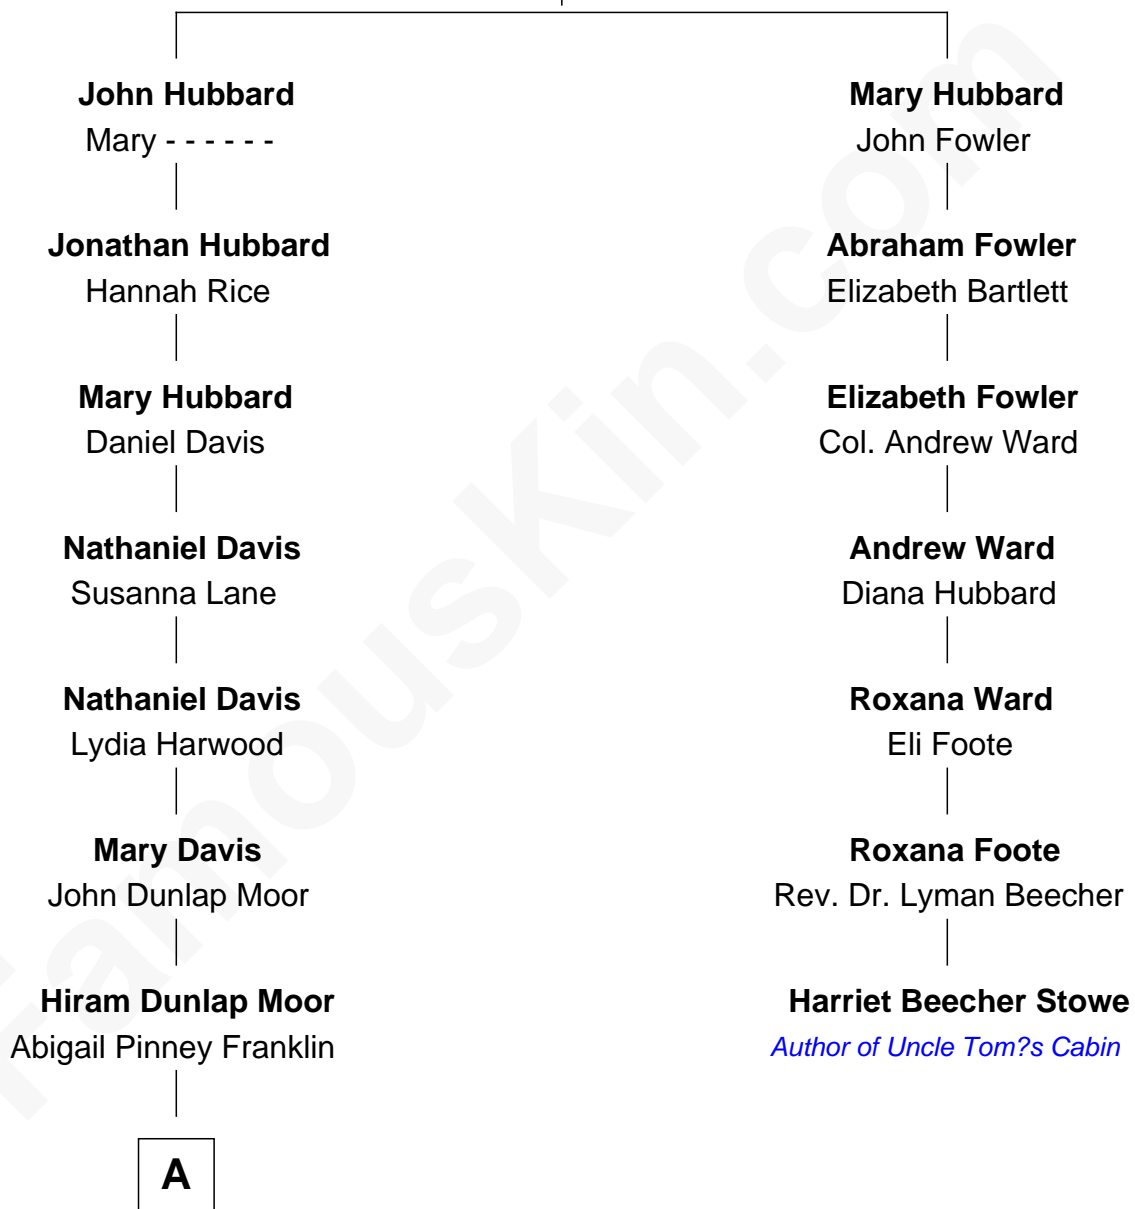 John Hubbard
Mary - - - - - -
Jonathan Hubbard
Hannah Rice
Mary Hubbard
Daniel Davis
Nathaniel Davis
Susanna Lane
Nathaniel Davis
Lydia Harwood
Mary Davis
John Dunlap Moor
Hiram Dunlap Moor
Abigail Pinney Franklin
A
Mary Hubbard
John Fowler
Abraham Fowler
Elizabeth Bartlett
Elizabeth Fowler
Col. Andrew Ward
Andrew Ward
Diana Hubbard
Roxana Ward
Eli Foote
Roxana Foote
Rev. Dr. Lyman Beecher
Harriet Beecher Stowe
Author of Uncle Tom?s Cabin
FamousKin.com